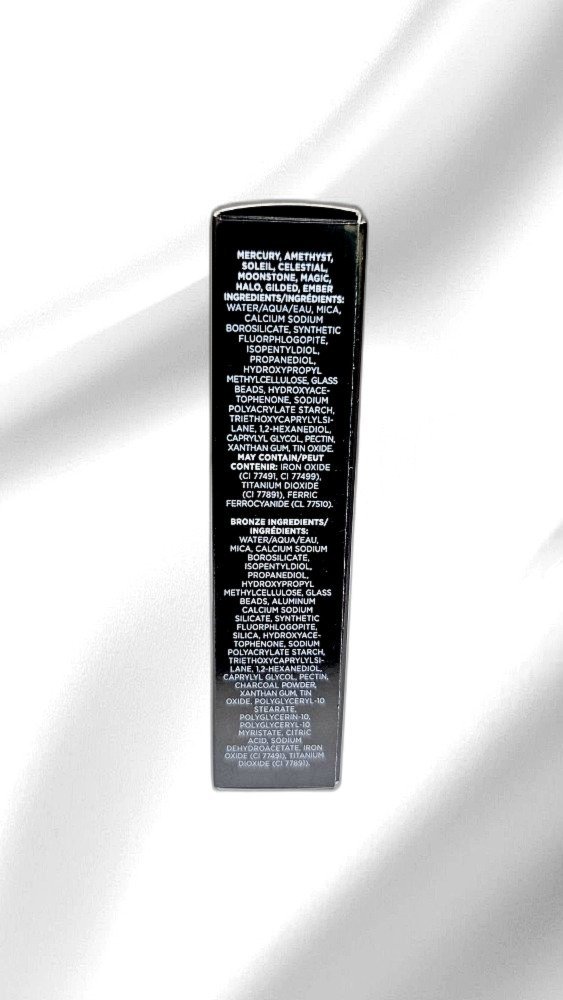 MERCURY, AMETHYST,
SOLEIL, CELESTIAL,
MOONSTONE, MAGIC,
HALO, GILDED, EMBER
INGREDIENTS/INGRÉDIENTS:
WATER/AQUA/EAU, MICA,
CALCIUM SODIUM
BOROSILICATE, SYNTHETIC
FLUORPHLOGOPITE,
ISOPENTYLDIOL,
PROPANEDIOL,
HYDROXYPROPYL
METHYLCELLULOSE, GLASS
BEADS, HYDROXYACE-
TOPHENONE, SODIUM
POLYACRYLATE STARCH,
TRIETHOXYCAPRYLYLSI-
LANE, 1,2-HEXANEDIOL,
CAPRYLYL GLYCOL, PECTIN,
XANTHAN GUM, TIN OXIDE.
MAY CONTAIN/PEUT
CONTENIR: IRON OXIDE
(CI 77491, CI 77499),
TITANIUM DIOXIDE
(CI 77891), FERRIC
FERROCYANIDE (CI 77510).
BRONZE INGREDIENTS/
INGRÉDIENTS:
WATER/AQUA/EAU,
MICA, CALCIUM SODIUM
BOROSILICATE,
ISOPENTYLDIOL,
PROPANEDIOL,
HYDROXYPROPYL
METHYLCELLULOSE, GLASS
BEADS, ALUMINUM
CALCIUM SODIUM
SILICATE, SYNTHETIC
FLUORPHLOGOPITE,
SILICA, HYDROXYACE-
TOPHENONE, SODIUM
POLYACRYLATE STARCH,
TRIETHOXYCAPRYLYLSI-
LANE, 1,2-HEXANEDIOL,
CAPRYLYL GLYCOL, PECTIN,
CHARCOAL POWDER,
XANTHAN GUM, TIN
OXIDE, POLYGLYCERYL-10
STEARATE,
POLYGLYCERIN-10,
POLYGLYCERYL-10
MYRISTATE, CITRIC
ACID, SODIUM
DEHYDROACETATE, IRON
OXIDE (CI 77491), TITANIUM
DIOXIDE (CI 77891).